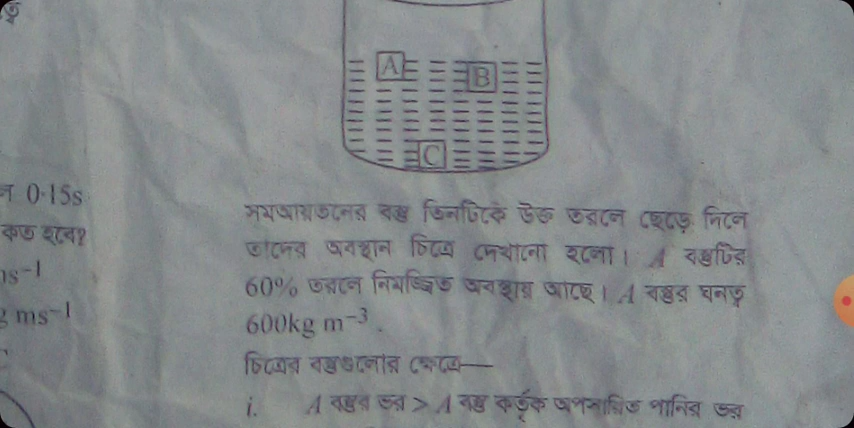 A
B
C
ন 0·15s
কত হবে?
ns⁻¹
g ms⁻¹
সমআয়তনের বস্তু তিনটিকে উক্ত তরলে ছেড়ে দিলে
তাদের অবস্থান চিত্রে দেখানো হলো। A বস্তুটির
60% তরলে নিমজ্জিত অবস্থায় আছে। A বস্তুর ঘনত্ব
600kg m⁻³.
চিত্রের বস্তুগুলোর ক্ষেত্রে—
i. A বস্তুর ভর > A বস্তু কর্তৃক অপসারিত পানির ভর